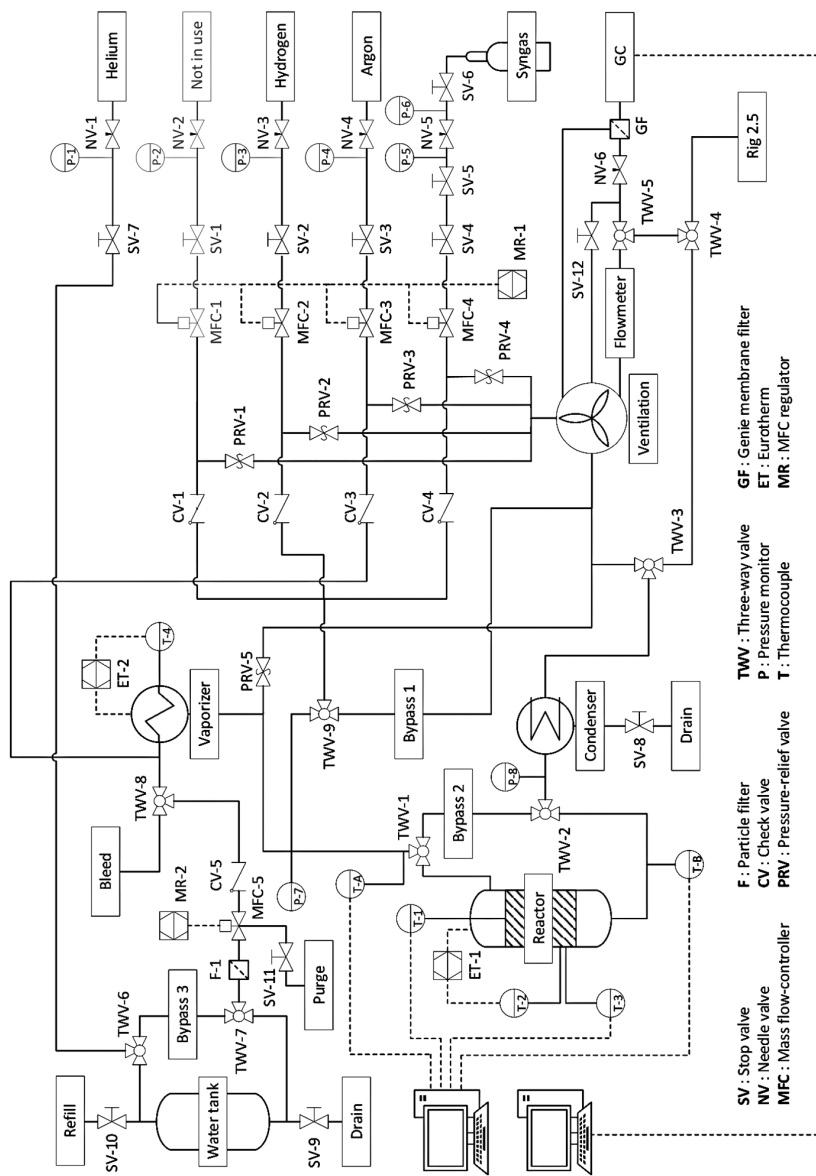 Helium
Not in use
Hydrogen
Argon
Syngas
GC
Rig 2.5
NV-1
NV-2
NV-3
NV-4
NV-5
SV-6
P-1
P-2
P-3
P-4
P-5
P-6
GF
NV-6
SV-7
SV-1
SV-2
SV-3
SV-5
SV-4
MR-1
SV-12
TWV-5
TWV-4
MFC-1
MFC-2
MFC-3
MFC-4
Flowmeter
PRV-1
PRV-2
PRV-3
PRV-4
Ventilation
CV-1
CV-2
CV-3
CV-4
TWV-3
T-4
ET-2
Vaporizer
PRV-5
TWV-9
Bypass 1
Condenser
SV-8
Drain
P-8
TWV-8
Bleed
CV-5
MR-2
MFC-5
P-7
TWV-1
Bypass 2
TWV-2
T-A
T-1
T-B
Reactor
ET-1
T-2
T-3
F-1
SV-11
Purge
TWV-6
Bypass 3
TWV-7
Refill
SV-10
Water tank
SV-9
Drain
SV : Stop valve
NV : Needle valve
MFC : Mass flow-controller
F : Particle filter
CV : Check valve
PRV : Pressure-relief valve
TWV : Three-way valve
P : Pressure monitor
T : Thermocouple
GF : Genie membrane filter
ET : Eurotherm
MR : MFC regulator